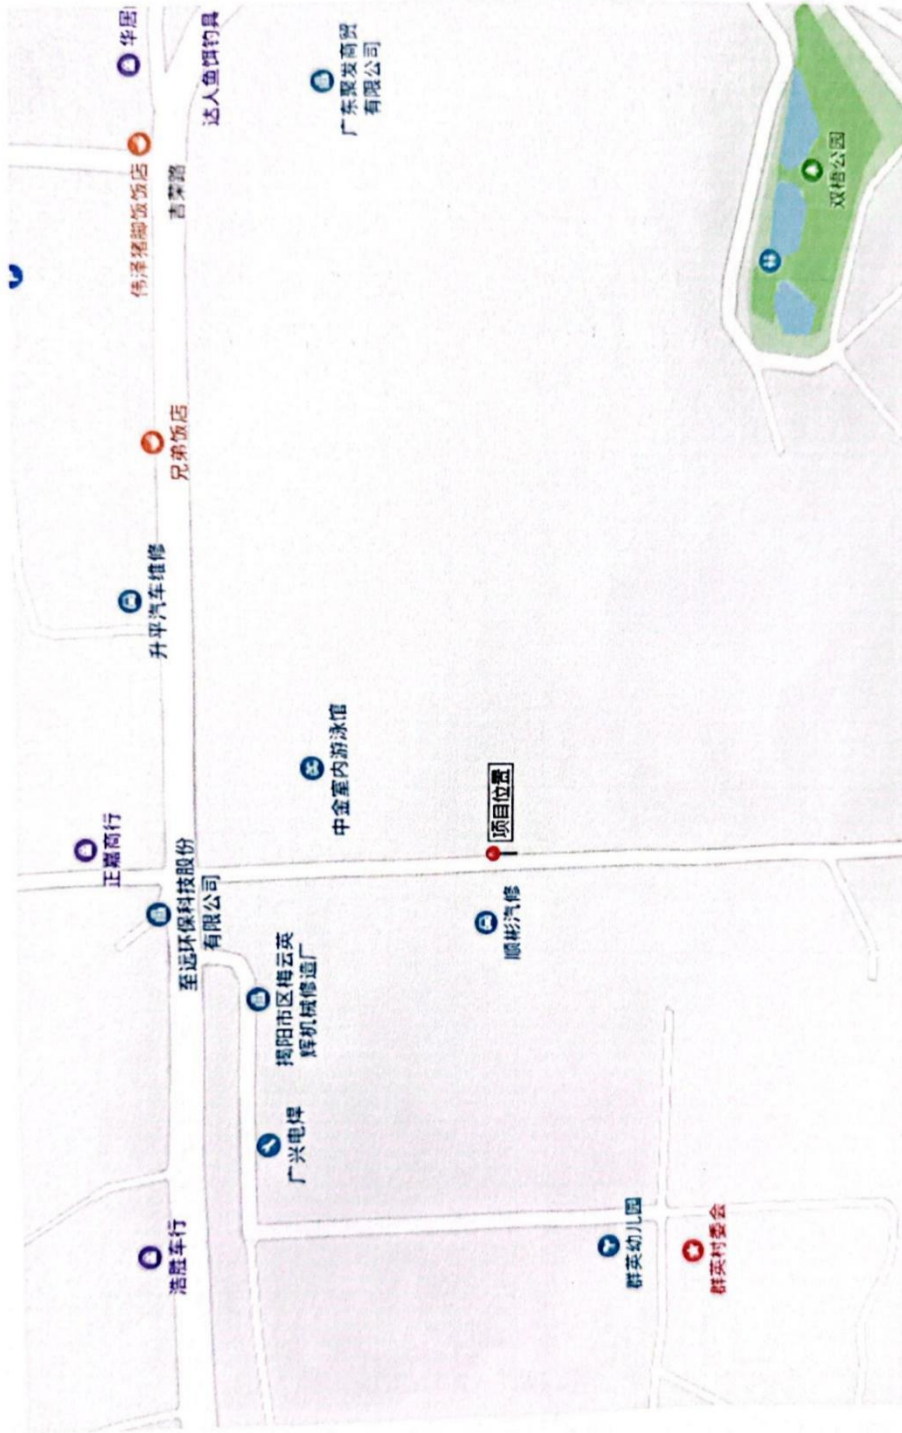 正嘉商行
华居
伟泽猪脚饭饭店
升平汽车维修
浩胜车行
兄弟饭店
吉荣路
至远环保科技股份
有限公司
达人鱼饵钓具
揭阳市区梅云英
辉机械修造厂
广兴电焊
中金室内游泳馆
广东聚发商贸
有限公司
项目位置
顺彬汽修
群英幼儿园
群英村委会
双梧公园